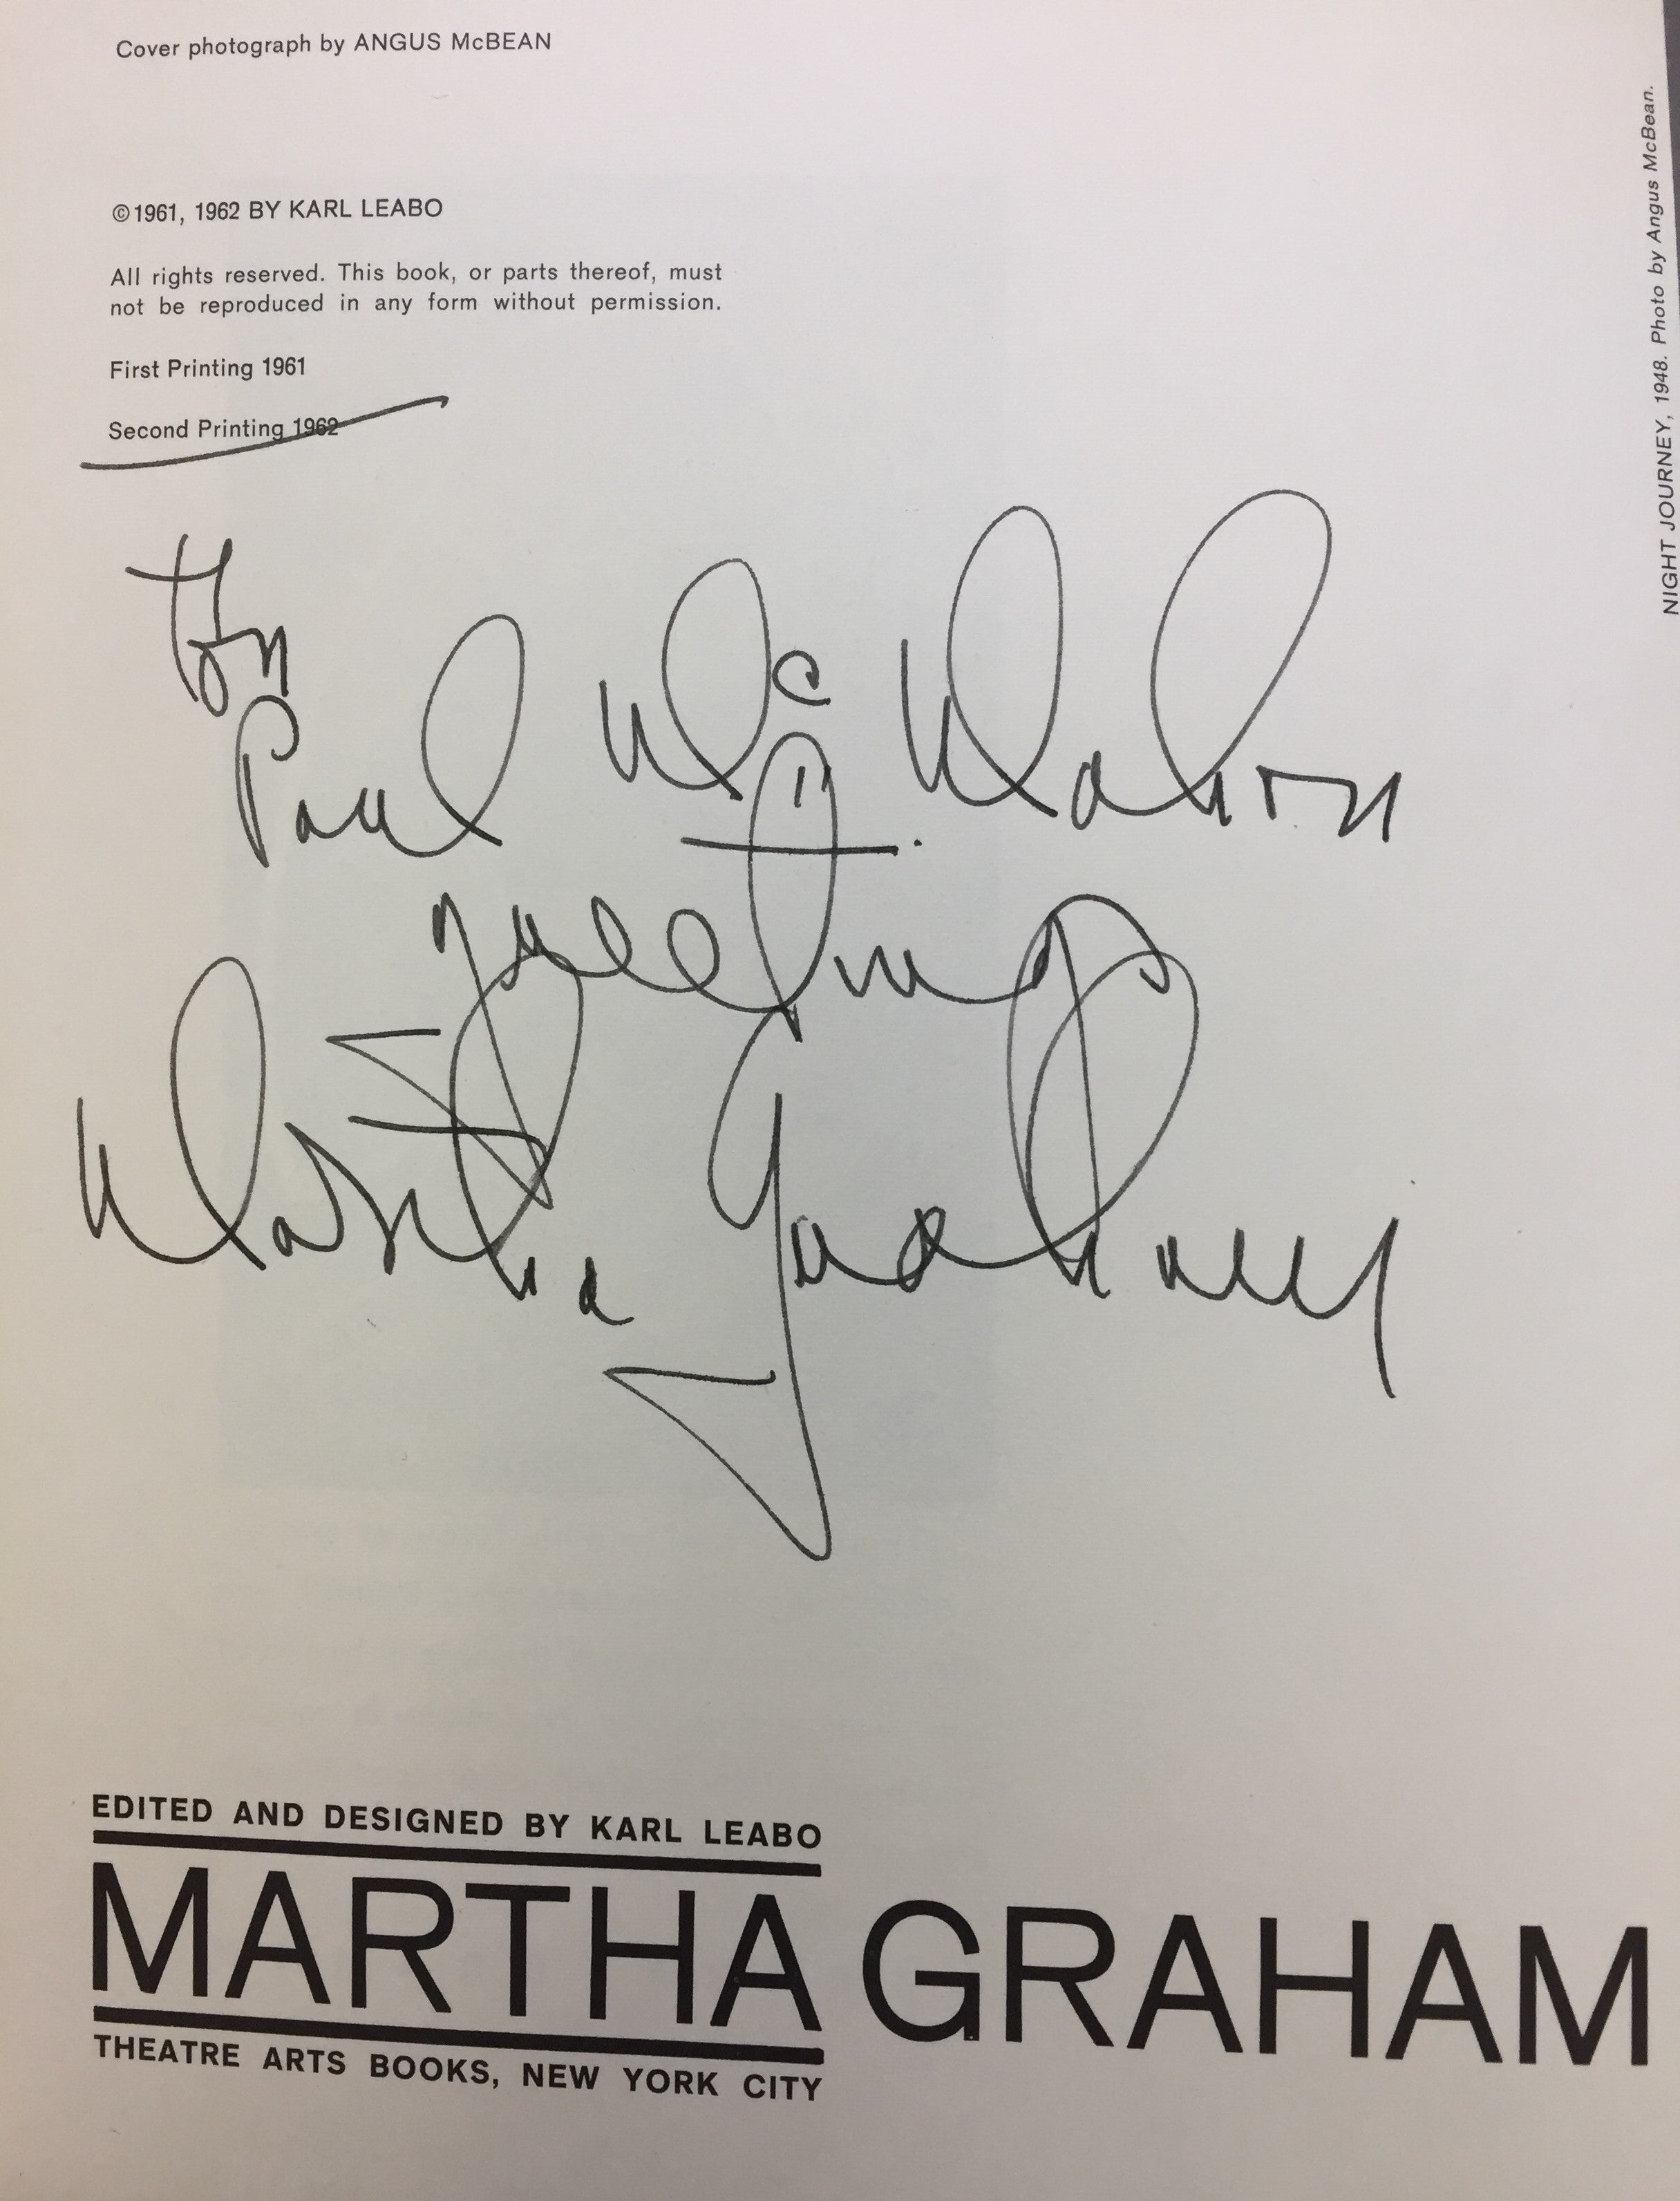 Cover photograph by ANGUS McBEAN
©1961, 1962 BY KARL LEABO
All rights reserved. This book, or parts thereof, must
not be reproduced in any form without permission.
First Printing 1961
Second Printing 1962
NIGHT JOURNEY, 1948. Photo by Angus McBean.
For
Paul McMahon
Greetings
Martha Graham
EDITED AND DESIGNED BY KARL LEABO
MARTHA GRAHAM
THEATRE ARTS BOOKS, NEW YORK CITY